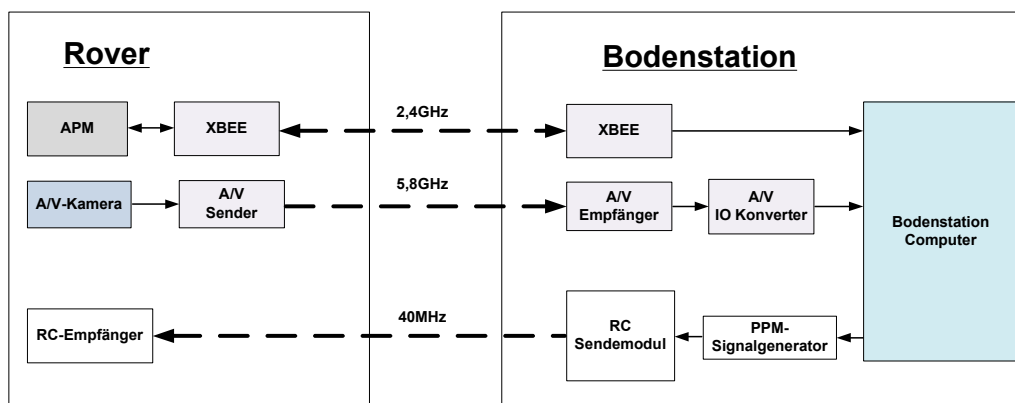 Rover
Bodenstation
APM
XBEE
2,4GHz
XBEE
A/V-Kamera
A/V
Sender
5,8GHz
A/V
Empfänger
A/V
IO Konverter
Bodenstation
Computer
RC-Empfänger
40MHz
RC
Sendemodul
PPM-
Signalgenerator